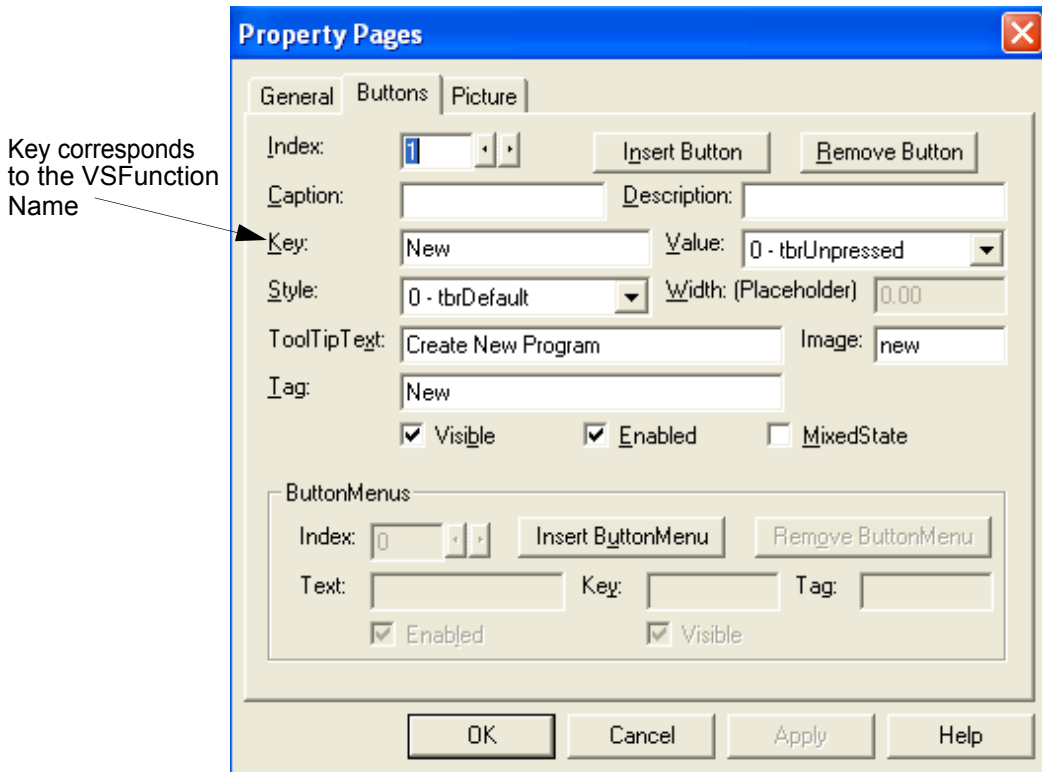 Property Pages
General Buttons Picture
Key corresponds
to the VSFunction
Name
Index: 1 Insert Button Remove Button
Caption: Description:
Key: New Value: 0 - tbrUnpressed
Style: 0 - tbrDefault Width: (Placeholder) 0.00
ToolTipText: Create New Program Image: new
Tag: New
Visible Enabled MixedState
ButtonMenus
Index: 0 Insert ButtonMenu Remove ButtonMenu
Text: Key: Tag:
Enabled Visible
OK Cancel Apply Help